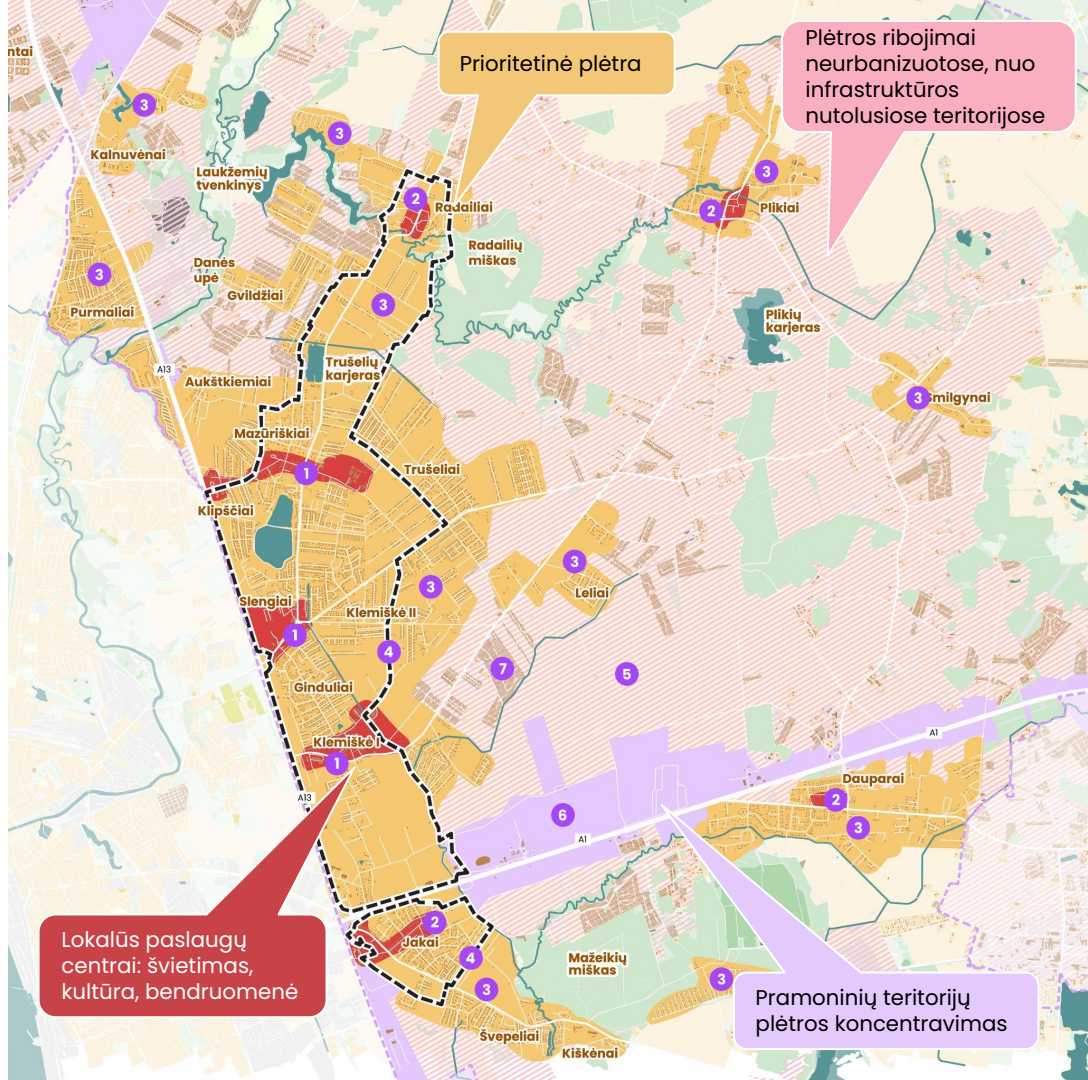 ntai
Prioritetinė plėtra
Plėtros ribojimai
neurbanizuotose, nuo
infrastruktūros
nutolusiose teritorijose
3
Kalnuvėnai
3
Laukžemių
tvenkinys
2
Radailiai
3
2
Plikiai
Radailių
miškas
Danės
upė
Gvildžiai
3
Purmaliai
3
Plikių
karjeras
A13
Trušelių
karjeras
Aukštkiemiai
3
Smilgynai
Mazūriškiai
1
Trušeliai
Klipščiai
3
Leliai
3
Slengiai
Klemiškė II
1
4
7
5
Ginduliai
Klemiškė I
1
A13
A1
Dauparai
2
3
6
A1
Lokalūs paslaugų
centrai: švietimas,
kultūra, bendruomenė
2
Jakai
4
3
Mažeikių
miškas
3
Pramoninių teritorijų
plėtros koncentravimas
Švepeliai
Kiškėnai